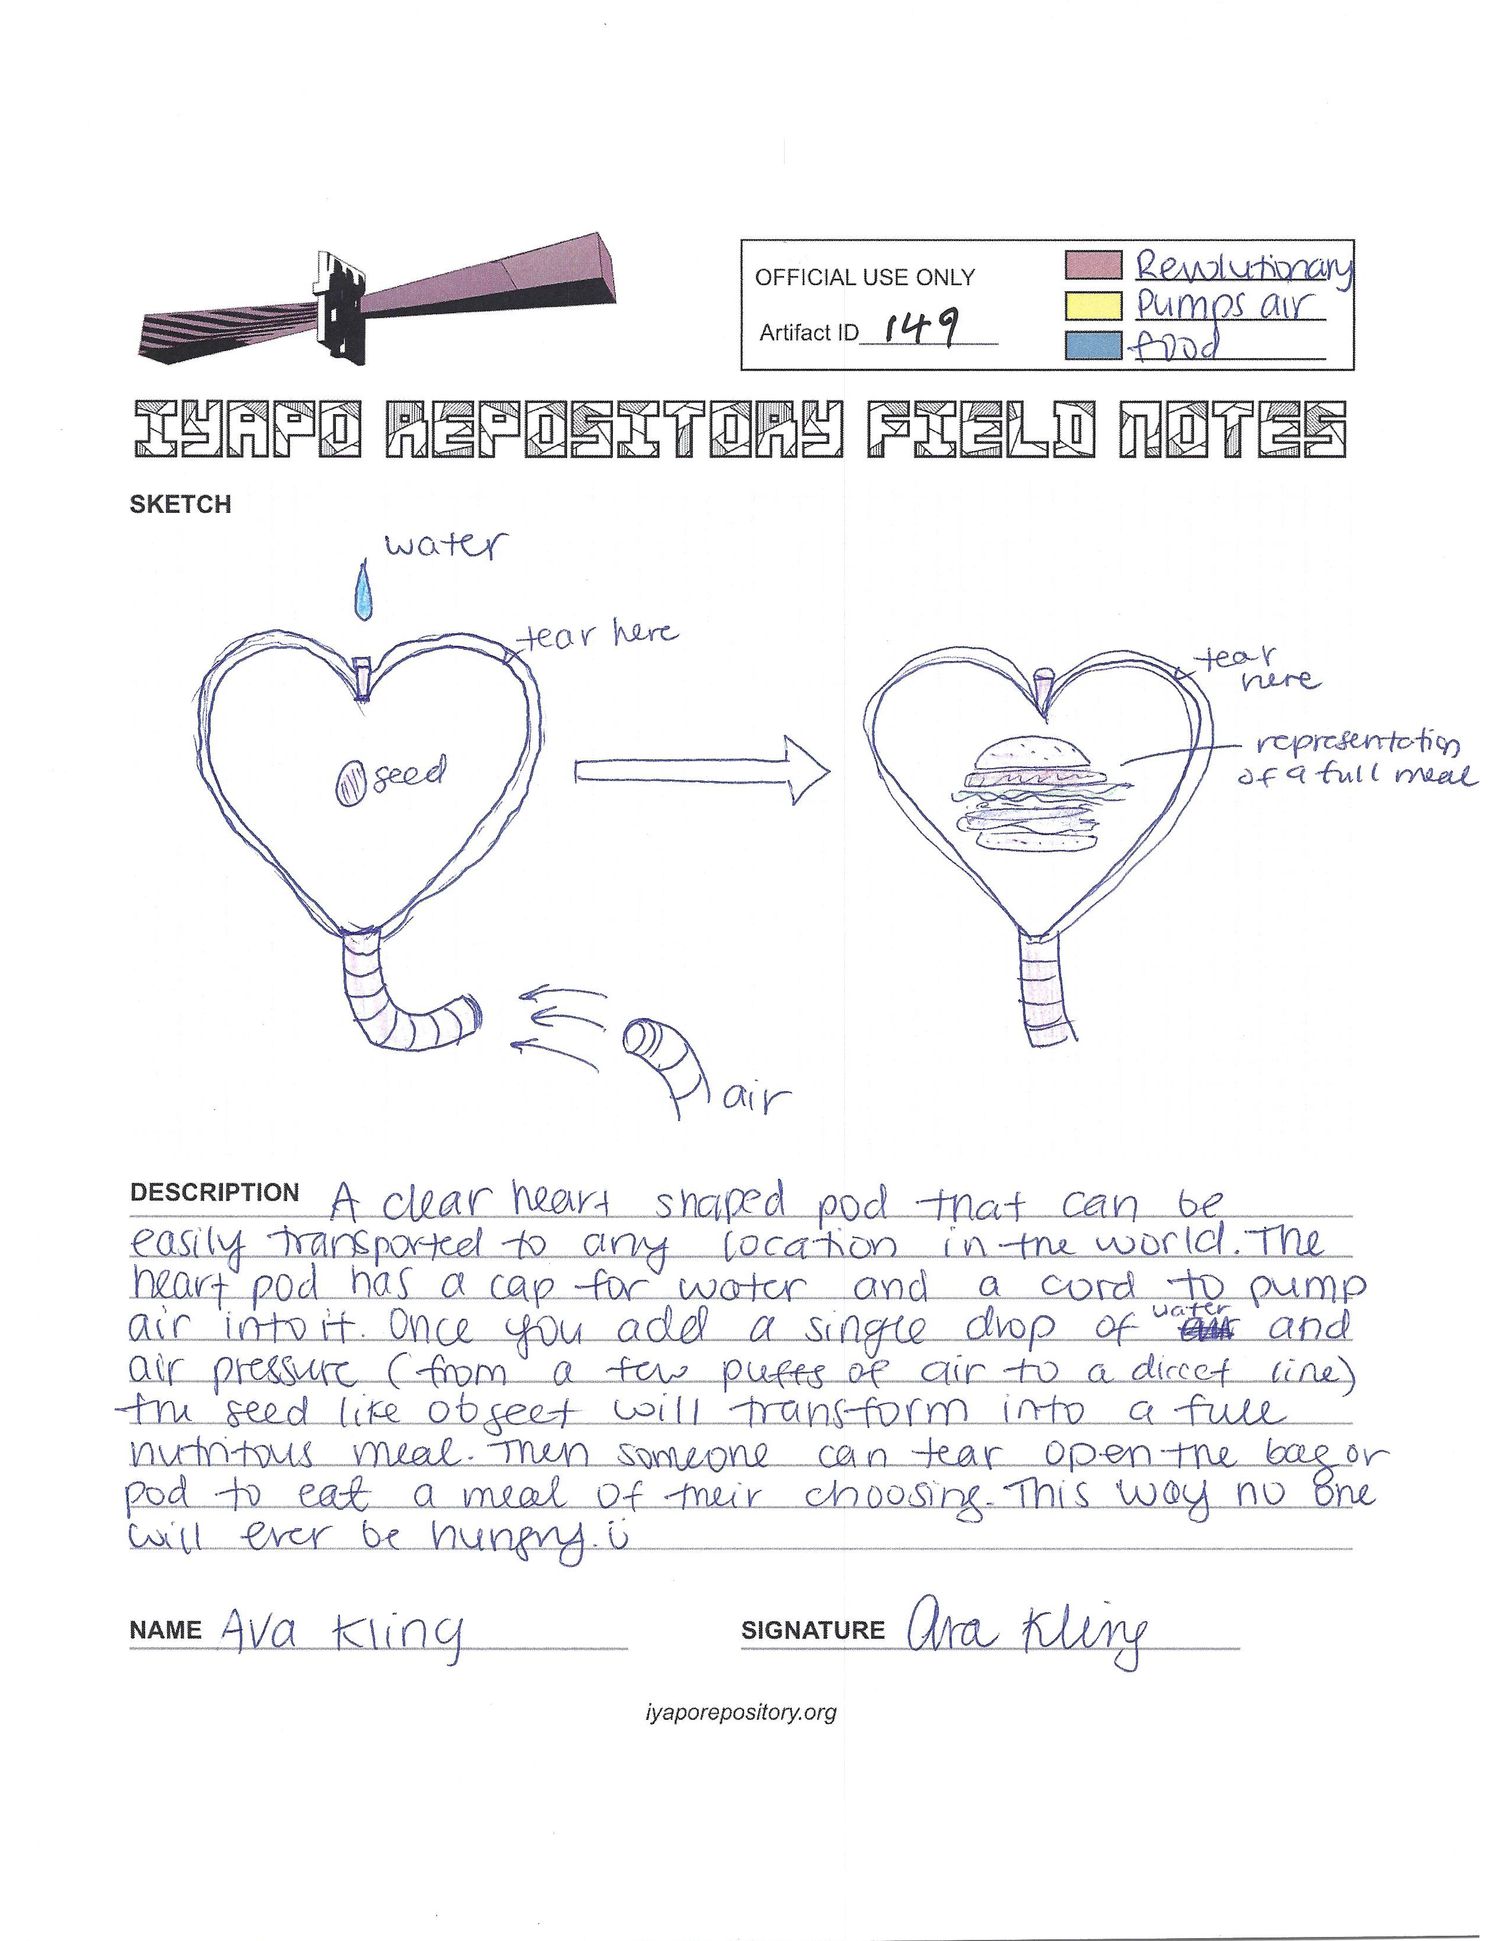 OFFICIAL USE ONLY
Artifact ID 149
Revolutionary
Pumps air
food
IYAPO REPOSITORY FIELD NOTES
SKETCH
water
tear here
seed
air
tear
here
representation
of a full meal
DESCRIPTION A clear heart shaped pod that can be
easily transported to any location in the world. The
heart pod has a cap for water and a cord to pump
air into it. Once you add a single drop of water and
air pressure (from a few puffs of air to a direct line)
the seed like object will transform into a full
nutritous meal. Then someone can tear open the bag or
pod to eat a meal of their choosing. This way no one
will ever be hungry. ü
NAME Ava Kling
SIGNATURE Ava Kling
iyaporepository.org